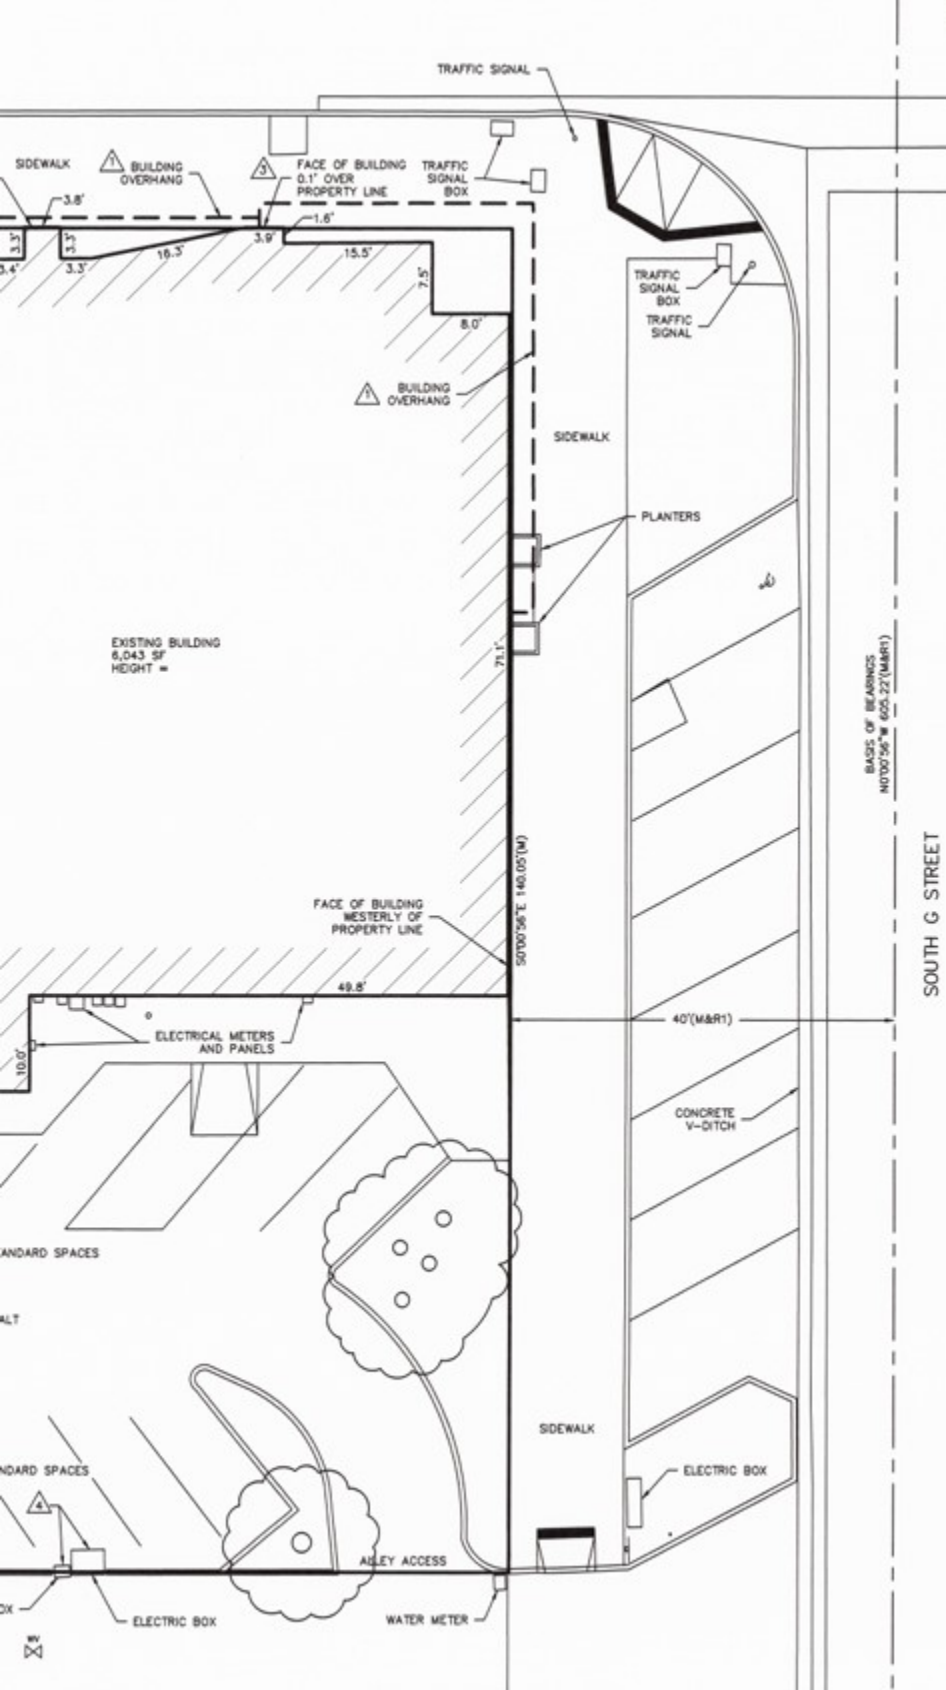 TRAFFIC SIGNAL
SIDEWALK
1
BUILDING
OVERHANG
3
FACE OF BUILDING
0.1' OVER
PROPERTY LINE
TRAFFIC
SIGNAL
BOX
3.8'
1.6'
3.3'
3.3'
3.4'
3.3'
16.3'
3.9'
15.5'
7.5'
8.0'
TRAFFIC
SIGNAL
BOX
TRAFFIC
SIGNAL
1
BUILDING
OVERHANG
SIDEWALK
PLANTERS
EXISTING BUILDING
6,043 SF
HEIGHT =
71.1'
BASIS OF BEARINGS
N0°00'56"W 605.22'(M&R1)
S0°00'56"E 140.05'(M)
SOUTH G STREET
FACE OF BUILDING
WESTERLY OF
PROPERTY LINE
49.8'
40'(M&R1)
ELECTRICAL METERS
AND PANELS
10.0'
CONCRETE
V-DITCH
ANDARD SPACES
ALT
SIDEWALK
NDARD SPACES
4
ELECTRIC BOX
ALLEY ACCESS
OX
ELECTRIC BOX
WATER METER
WV